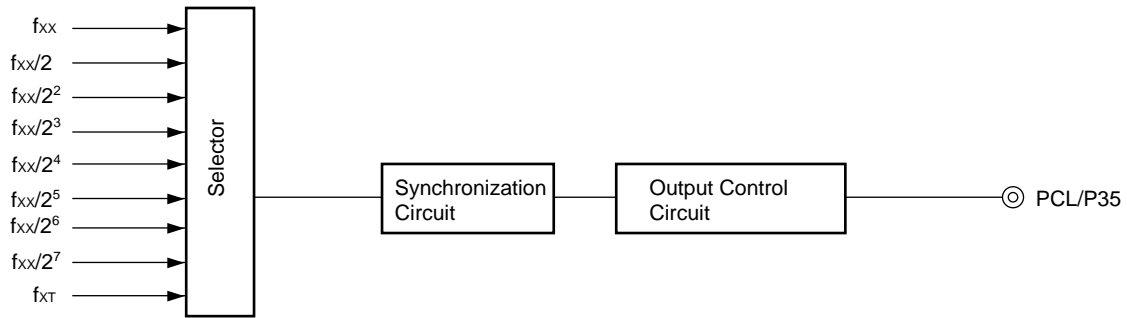 fXX
fXX/2
fXX/2²
fXX/2³
fXX/2⁴
fXX/2⁵
fXX/2⁶
fXX/2⁷
fXT
Selector
Synchronization
Circuit
Output Control
Circuit
PCL/P35